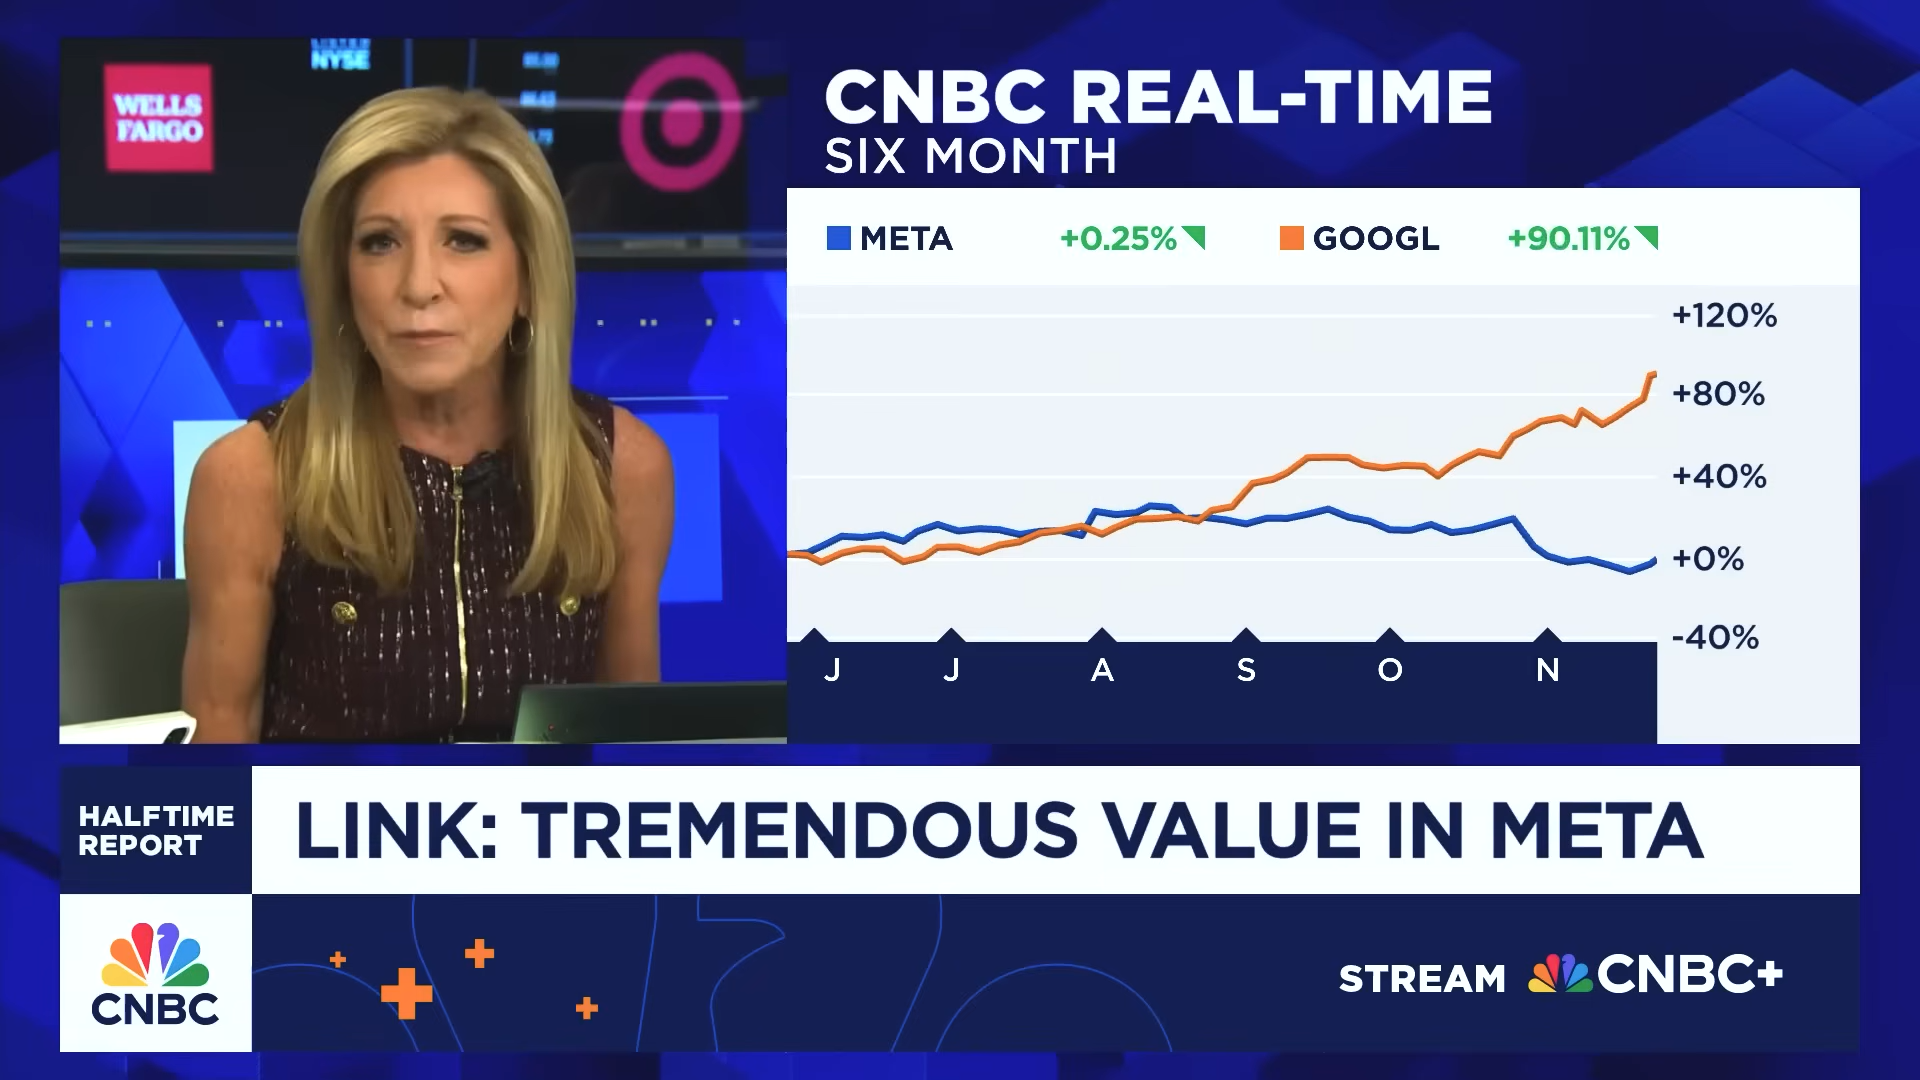 WELLS
FARGO
NYSE
CNBC REAL-TIME
SIX MONTH
META +0.25% GOOGL +90.11%
+120%
+80%
+40%
+0%
-40%
J J A S O N
HALFTIME
REPORT
LINK: TREMENDOUS VALUE IN META
CNBC
STREAM CNBC+